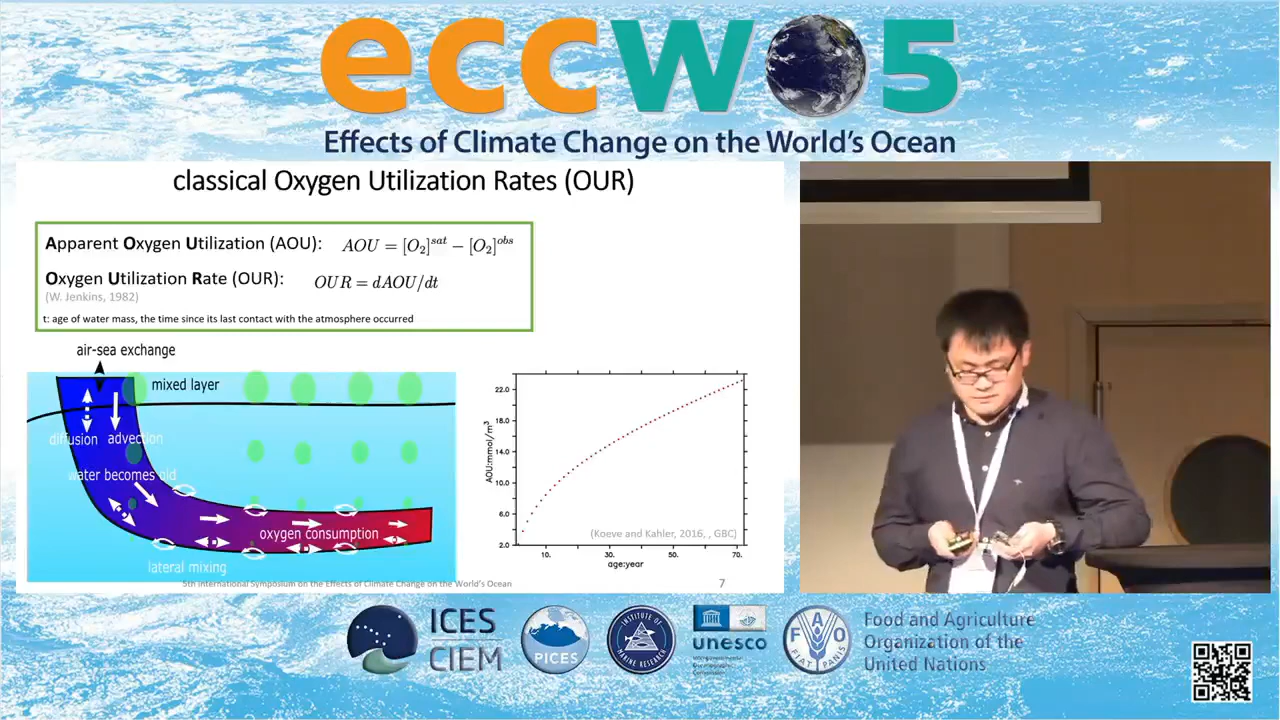 eccwo5
Effects of Climate Change on the World's Ocean
classical Oxygen Utilization Rates (OUR)
Apparent Oxygen Utilization (AOU): AOU = [O₂]ˢᵃᵗ − [O₂]ᵒᵇˢ
Oxygen Utilization Rate (OUR): OUR = dAOU/dt
(W. Jenkins, 1982)
t: age of water mass, the time since its last contact with the atmosphere occurred
air-sea exchange
mixed layer
diffusion advection
water becomes old
oxygen consumption
lateral mixing
22.0
18.0
14.0
10.0
6.0
2.0
AOU:mmol/m³
(Koeve and Kahler, 2016, , GBC)
10. 30. 50. 70.
age:year
5th International Symposium on the Effects of Climate Change on the World's Ocean
7
ICES
CIEM
PICES
INSTITUTE OF
MARINE RESEARCH
unesco
FAO
FIAT PANIS
Food and Agriculture
Organization of the
United Nations